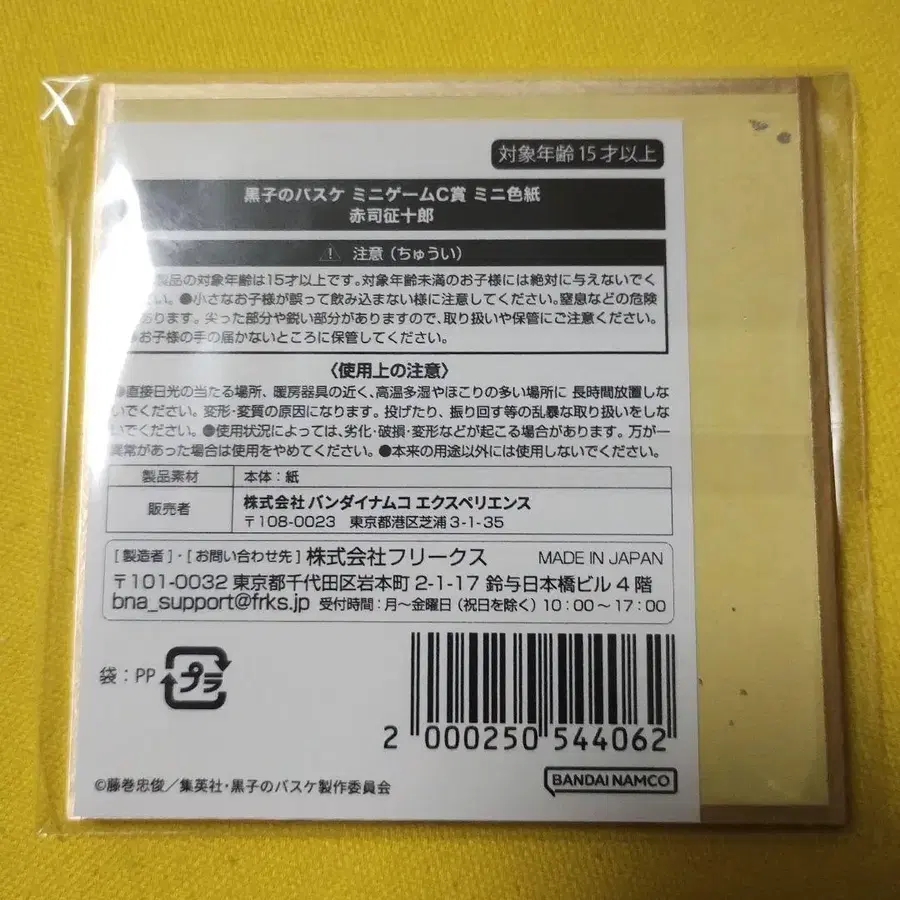 対象年齢15才以上
黒子のバスケ ミニゲームC賞 ミニ色紙
赤司征十郎
注意(ちゅうい)
製品の対象年齢は15才以上です。対象年齢未満のお子様には絶対に与えないでく
い。●小さなお子様が誤って飲み込まない様に注意してください。窒息などの危険
あります。尖った部分や鋭い部分がありますので、取り扱いや保管にご注意ください。
●お子様の手の届かないところに保管してください。
〈使用上の注意〉
●直接日光の当たる場所、暖房器具の近く、高温多湿やほこりの多い場所に 長時間放置しな
いでください。変形・変質の原因になります。投げたり、振り回す等の乱暴な取り扱いをしな
いでください。●使用状況によっては、劣化・破損・変形などが起こる場合があります。万が一
異常があった場合は使用をやめてください。●本来の用途以外には使用しないでください。
製品素材 本体:紙
販売者 株式会社 バンダイナムコ エクスペリエンス
〒108-0023 東京都港区芝浦3-1-35
[製造者]・[お問い合わせ先] 株式会社フリークス MADE IN JAPAN
〒101-0032 東京都千代田区岩本町 2-1-17 鈴与日本橋ビル 4 階
bna_support@frks.jp 受付時間:月~金曜日(祝日を除く)10:00~17:00
袋:PP プラ
2 000250 544062
©藤巻忠俊/集英社・黒子のバスケ製作委員会
BANDAI NAMCO